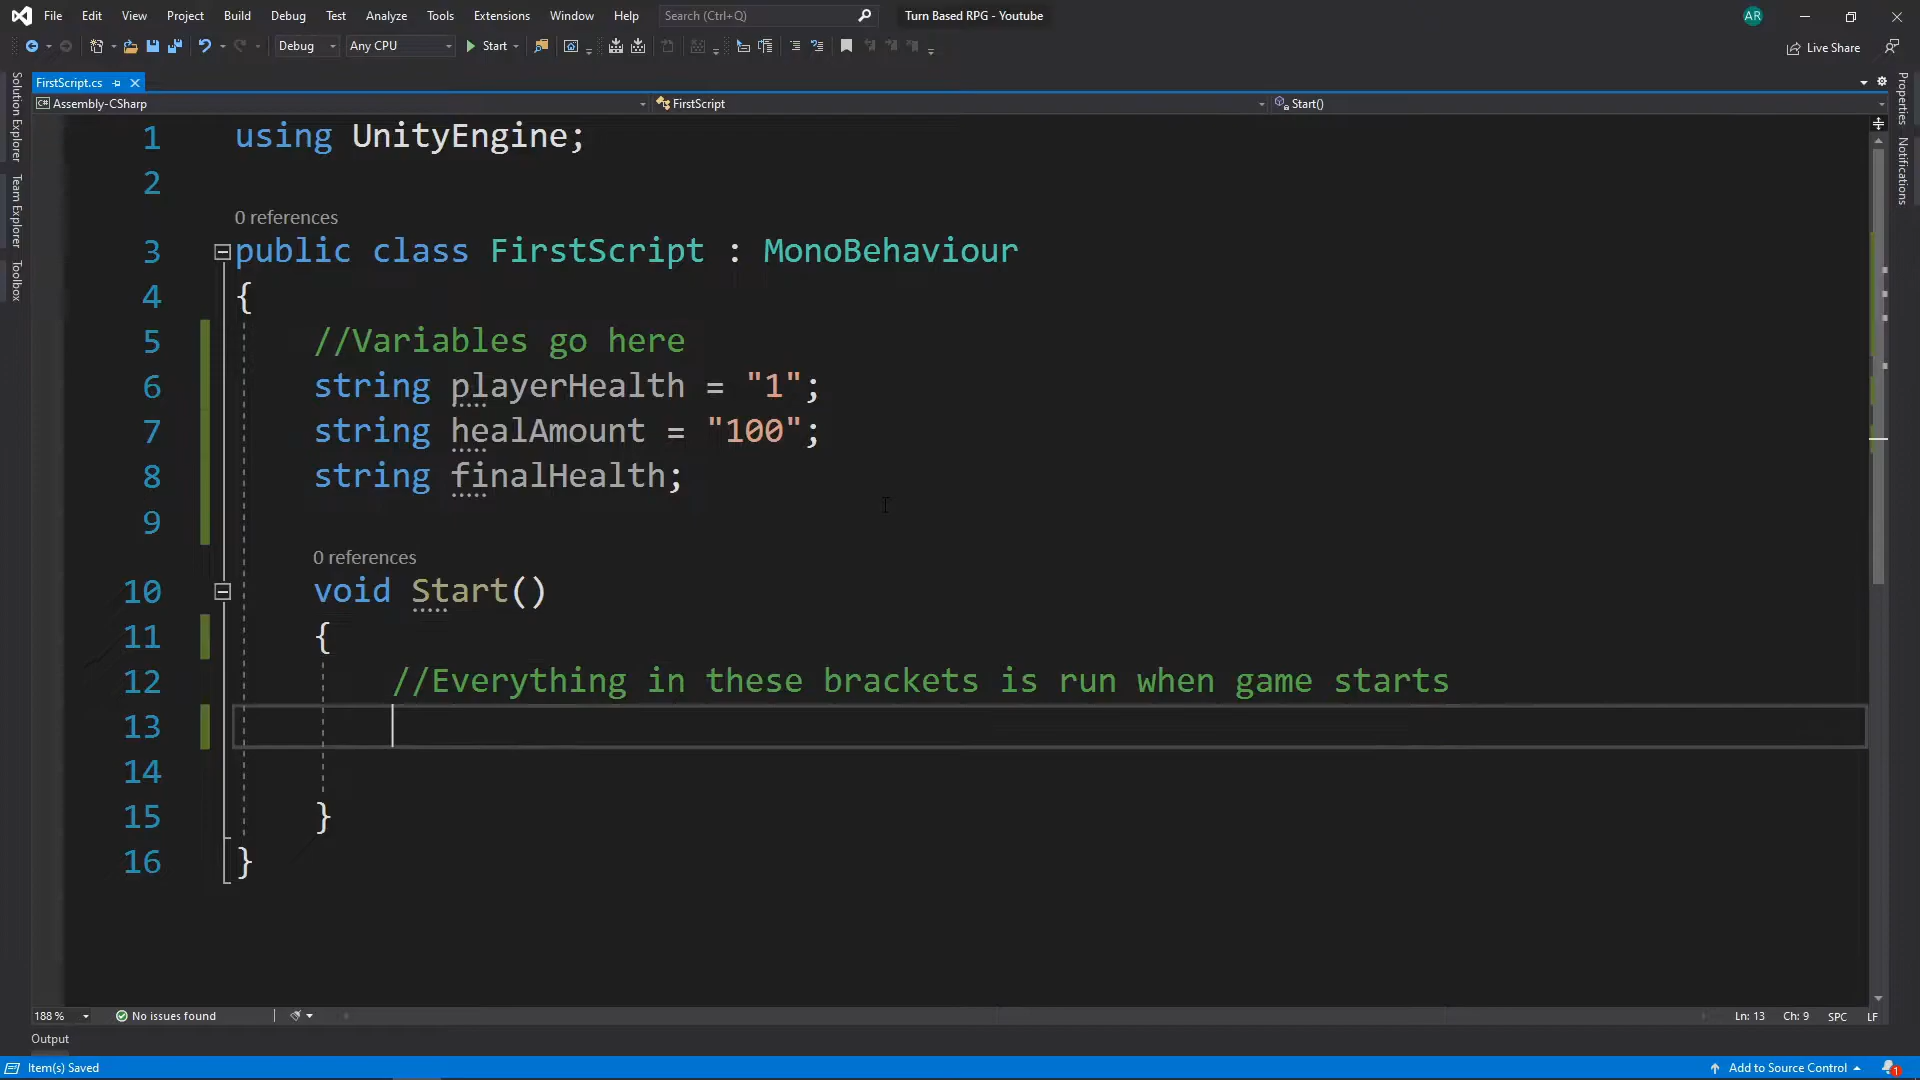 File Edit View Project Build Debug Test Analyze Tools Extensions Window Help Search (Ctrl+Q) Turn Based RPG - Youtube AR
Debug Any CPU Start Live Share
FirstScript.cs
Assembly-CSharp FirstScript Start()
Solution Explorer
Team Explorer
Toolbox
Properties
Notifications
1 using UnityEngine;
2
0 references
3 public class FirstScript : MonoBehaviour
4 {
5 //Variables go here
6 string playerHealth = "1";
7 string healAmount = "100";
8 string finalHealth;
9
0 references
10 void Start()
11 {
12 //Everything in these brackets is run when game starts
13
14
15 }
16 }
188 % No issues found Ln: 13 Ch: 9 SPC LF
Output
Item(s) Saved Add to Source Control 1